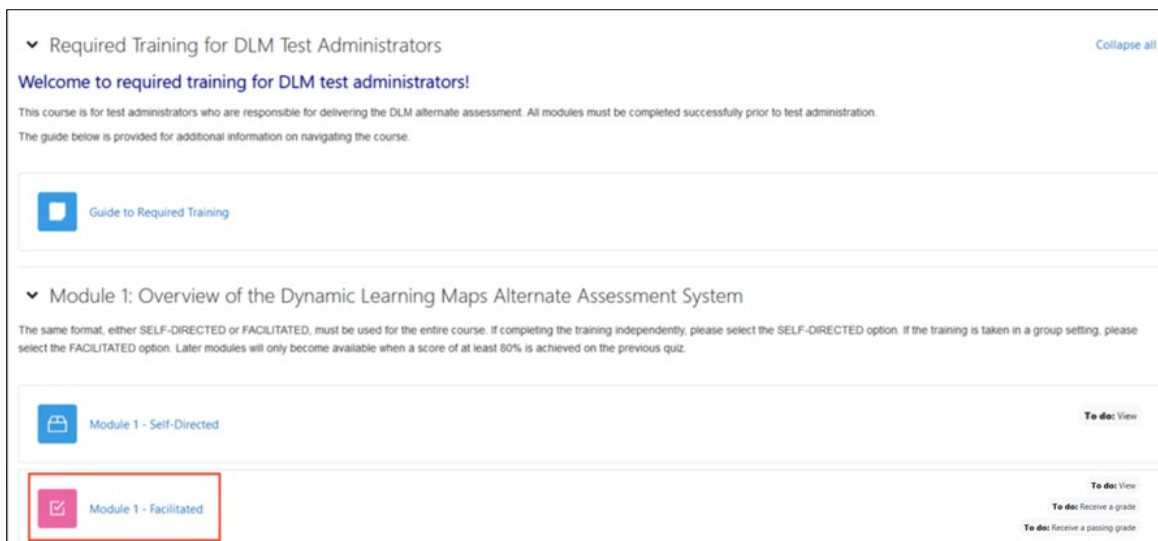 Required Training for DLM Test Administrators
Collapse all
Welcome to required training for DLM test administrators!
This course is for test administrators who are responsible for delivering the DLM alternate assessment. All modules must be completed successfully prior to test administration.
The guide below is provided for additional information on navigating the course.
Guide to Required Training
Module 1: Overview of the Dynamic Learning Maps Alternate Assessment System
The same format, either SELF-DIRECTED or FACILITATED, must be used for the entire course. If completing the training independently, please select the SELF-DIRECTED option. If the training is taken in a group setting, please
select the FACILITATED option. Later modules will only become available when a score of at least 80% is achieved on the previous quiz.
Module 1 - Self-Directed
To do: View
Module 1 - Facilitated
To do: View
To do: Receive a grade
To do: Receive a passing grade